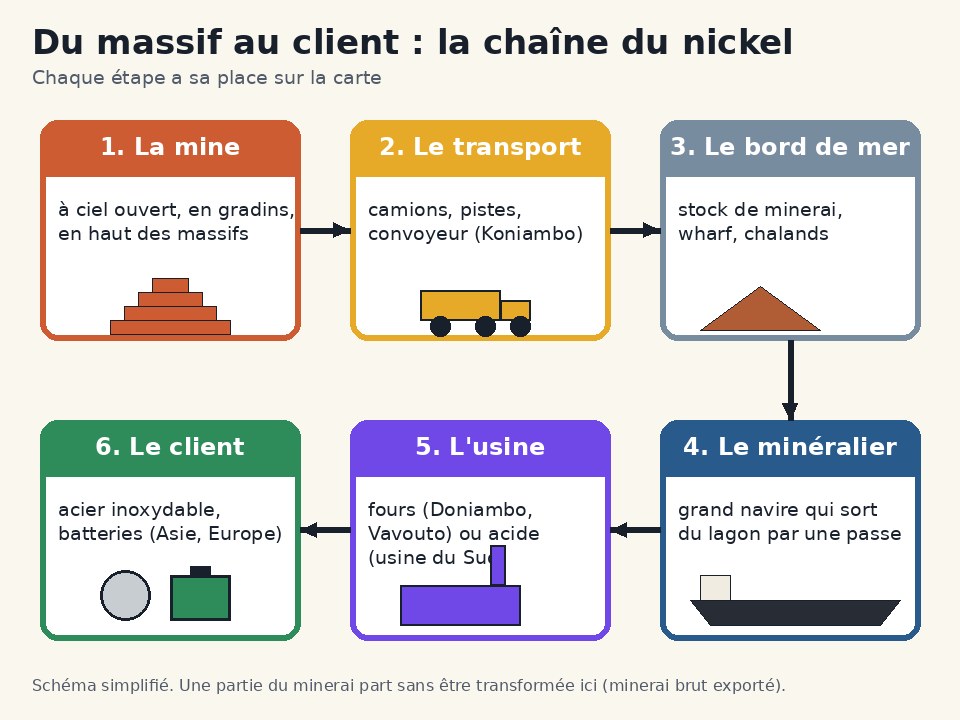 Du massif au client : la chaîne du nickel
Chaque étape a sa place sur la carte
1. La mine
à ciel ouvert, en gradins,
en haut des massifs
2. Le transport
camions, pistes,
convoyeur (Koniambo)
3. Le bord de mer
stock de minerai,
wharf, chalands
4. Le minéralier
grand navire qui sort
du lagon par une passe
5. L'usine
fours (Doniambo,
Vavouto) ou acide
(usine du Sud
6. Le client
acier inoxydable,
batteries (Asie, Europe)
Schéma simplifié. Une partie du minerai part sans être transformée ici (minerai brut exporté).